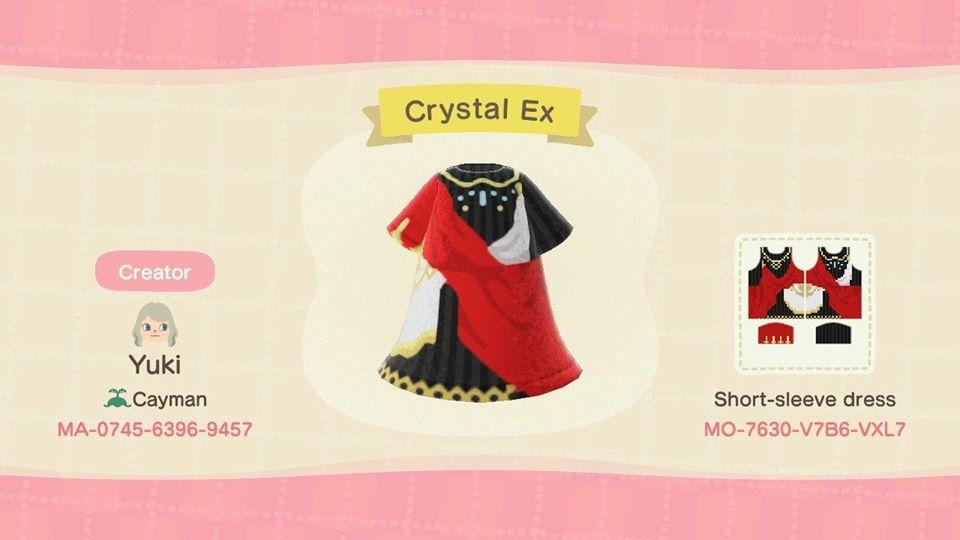 Crystal Ex
Creator
Yuki
Cayman
MA-0745-6396-9457
Short-sleeve dress
MO-7630-V7B6-VXL7